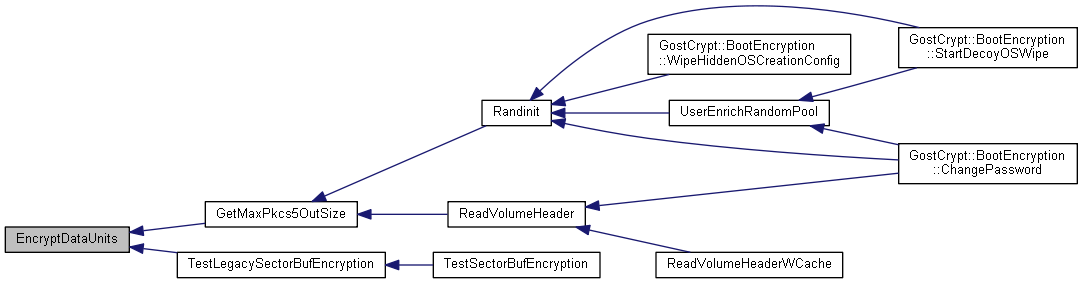 GostCrypt::BootEncryption
::StartDecoyOSWipe
GostCrypt::BootEncryption
::WipeHiddenOSCreationConfig
Randinit
UserEnrichRandomPool
GostCrypt::BootEncryption
::ChangePassword
GetMaxPkcs5OutSize
ReadVolumeHeader
EncryptDataUnits
TestLegacySectorBufEncryption
TestSectorBufEncryption
ReadVolumeHeaderWCache